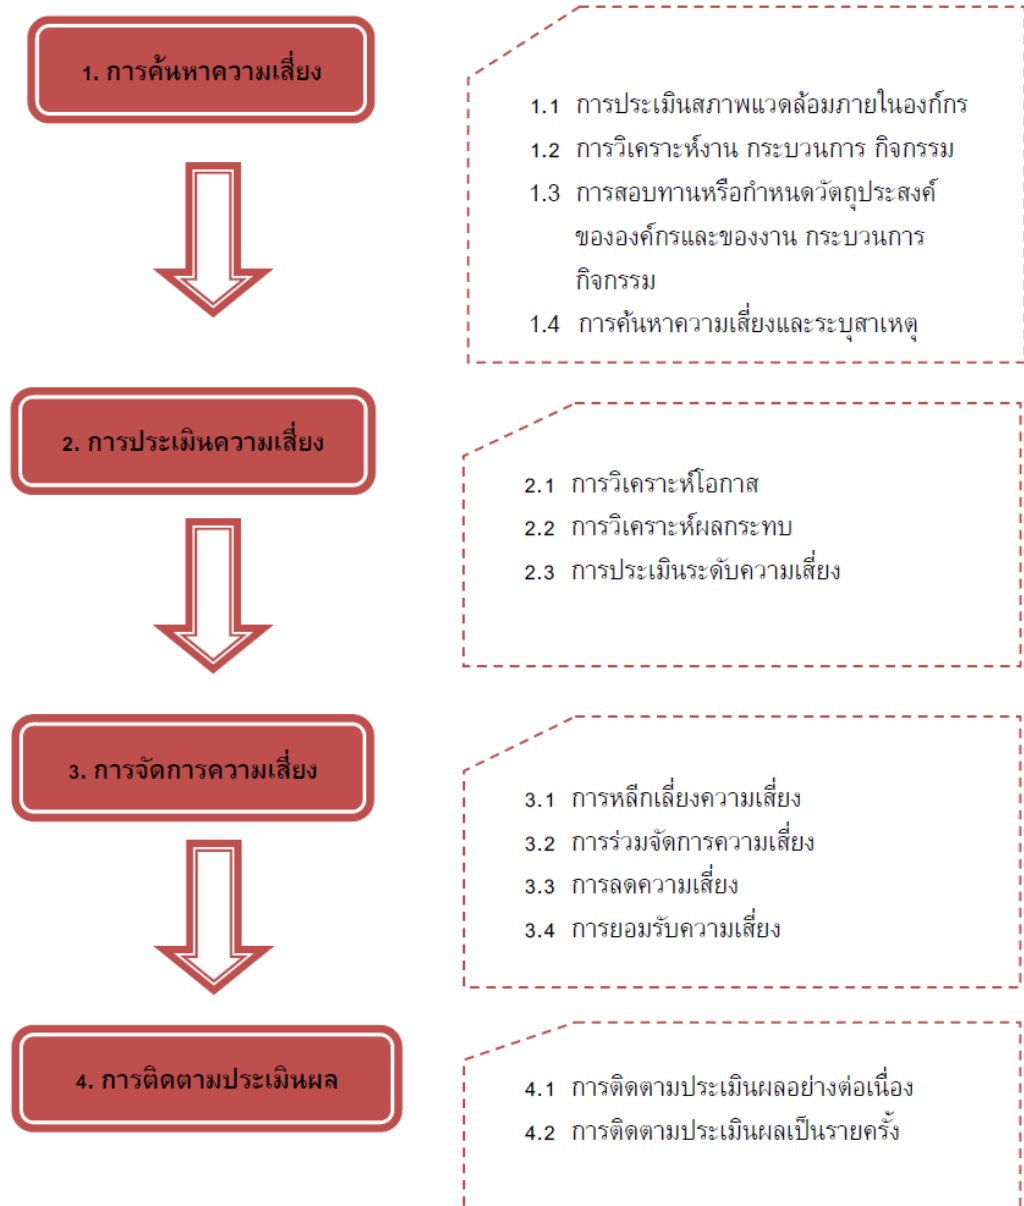 1. การค้นหาความเสี่ยง
1.1 การประเมินสภาพแวดล้อมภายในองค์กร
1.2 การวิเคราะห์งาน กระบวนการ กิจกรรม
1.3 การสอบทานหรือกำหนดวัตถุประสงค์
ขององค์กรและของงาน กระบวนการ
กิจกรรม
1.4 การค้นหาความเสี่ยงและระบุสาเหตุ
2. การประเมินความเสี่ยง
2.1 การวิเคราะห์โอกาส
2.2 การวิเคราะห์ผลกระทบ
2.3 การประเมินระดับความเสี่ยง
3. การจัดการความเสี่ยง
3.1 การหลีกเลี่ยงความเสี่ยง
3.2 การร่วมจัดการความเสี่ยง
3.3 การลดความเสี่ยง
3.4 การยอมรับความเสี่ยง
4. การติดตามประเมินผล
4.1 การติดตามประเมินผลอย่างต่อเนื่อง
4.2 การติดตามประเมินผลเป็นรายครั้ง